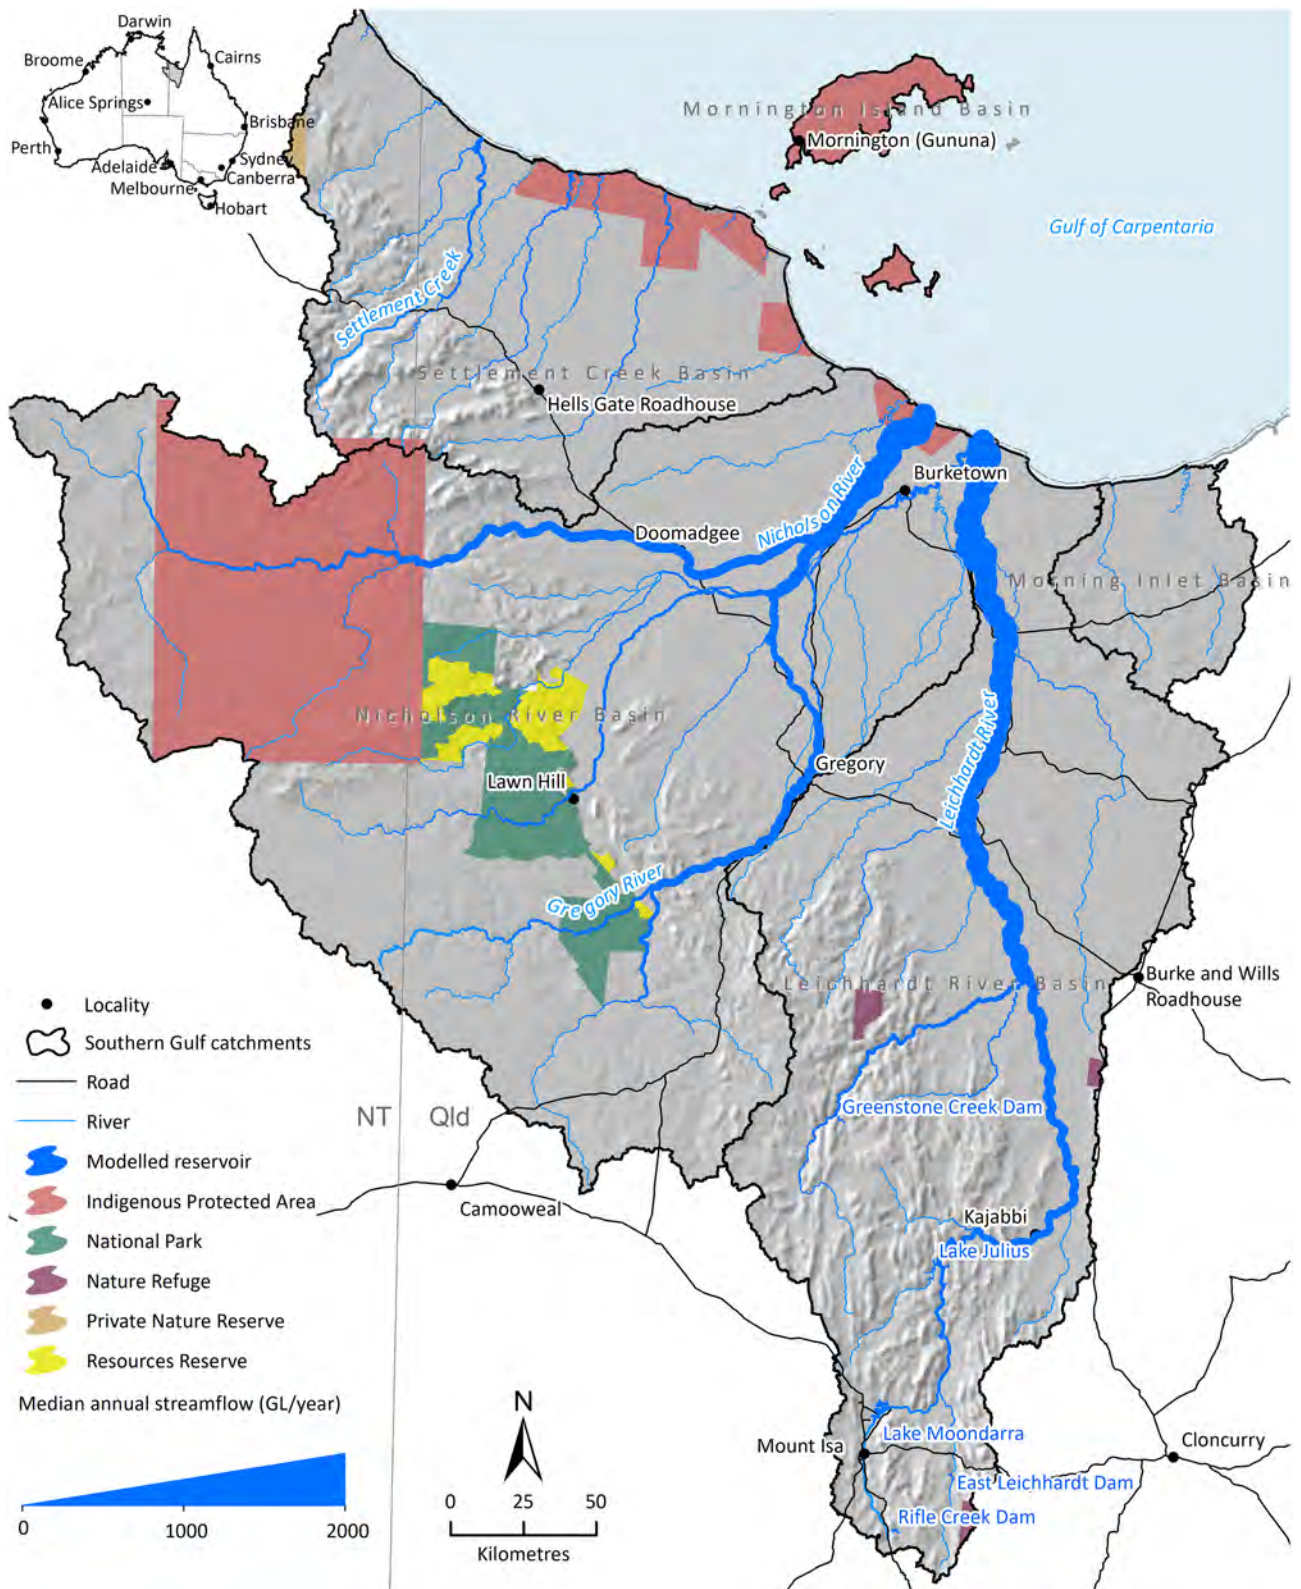 Darwin
Broome
Cairns
Alice Springs
Brisbane
Perth
Adelaide
Sydney
Canberra
Melbourne
Hobart
Mornington Island Basin
Mornington (Gununa)
Gulf of Carpentaria
Settlement Creek
Settlement Creek Basin
Hells Gate Roadhouse
Burketown
Nicholson River
Doomadgee
Morning Inlet Basin
Nicholson River Basin
Leichhardt River
Gregory
Lawn Hill
Gregory River
Leichhardt River Basin
Burke and Wills
Roadhouse
Locality
Southern Gulf catchments
Road
River
Modelled reservoir
Indigenous Protected Area
National Park
Nature Refuge
Private Nature Reserve
Resources Reserve
NT Qld
Greenstone Creek Dam
Camooweal
Kajabbi
Lake Julius
Median annual streamflow (GL/year)
0 1000 2000
N
0 25 50
Kilometres
Lake Moondarra
Mount Isa
Cloncurry
East Leichhardt Dam
Rifle Creek Dam